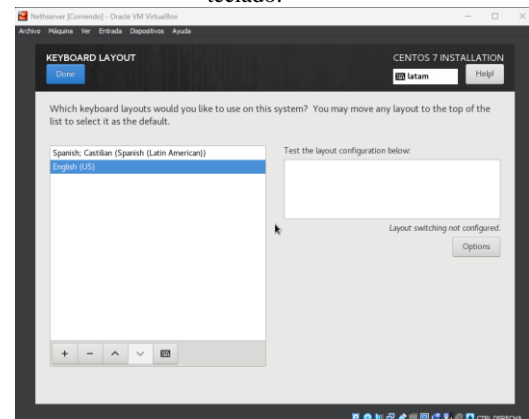 teclado.
Nethserver [Corriendo] - Oracle VM VirtualBox
Archivo Máquina Ver Entrada Dispositivos Ayuda
KEYBOARD LAYOUT
CENTOS 7 INSTALLATION
Done
latam
Help!
Which keyboard layouts would you like to use on this system? You may move any layout to the top of the
list to select it as the default.
Spanish; Castilian (Spanish (Latin American))
English (US)
Test the layout configuration below:
Layout switching not configured.
Options
CTRL DERECHA